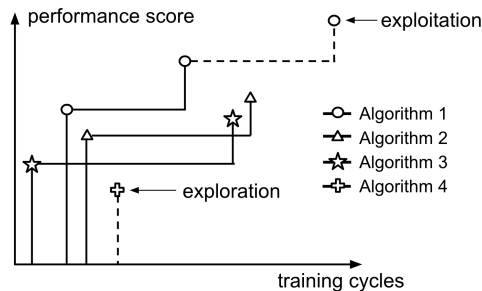 performance score
exploitation
Algorithm 1
Algorithm 2
Algorithm 3
Algorithm 4
exploration
training cycles